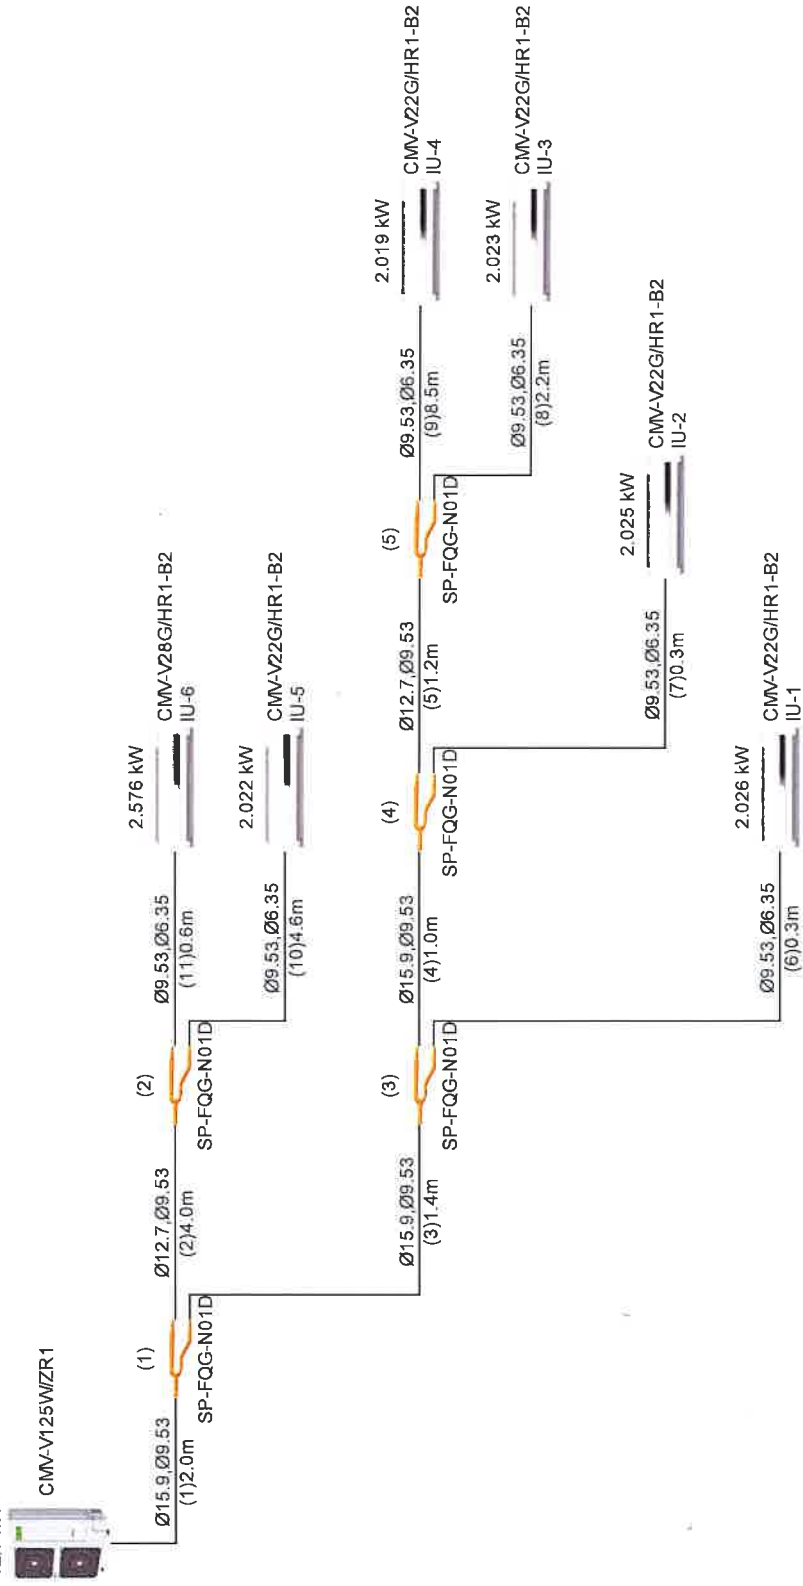 CMV-V125W/ZR1
Ø15.9,Ø9.53
(1)2.0m
(1)
SP-FQG-N01D
Ø12.7,Ø9.53
(2)4.0m
(2)
SP-FQG-N01D
Ø9.53,Ø6.35
(11)0.6m
2.576 kW
CMV-V28G/HR1-B2
IU-6
Ø9.53,Ø6.35
(10)4.6m
2.022 kW
CMV-V22G/HR1-B2
IU-5
Ø15.9,Ø9.53
(3)1.4m
(3)
SP-FQG-N01D
Ø15.9,Ø9.53
(4)1.0m
(4)
SP-FQG-N01D
Ø12.7,Ø9.53
(5)1.2m
(5)
SP-FQG-N01D
Ø9.53,Ø6.35
(9)8.5m
2.019 kW
CMV-V22G/HR1-B2
IU-4
Ø9.53,Ø6.35
(8)2.2m
2.023 kW
CMV-V22G/HR1-B2
IU-3
Ø9.53,Ø6.35
(7)0.3m
2.025 kW
CMV-V22G/HR1-B2
IU-2
Ø9.53,Ø6.35
(6)0.3m
2.026 kW
CMV-V22G/HR1-B2
IU-1